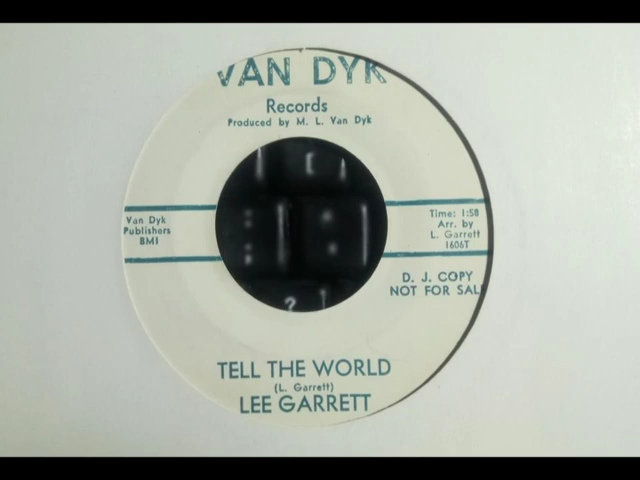 VAN DYK
Records
Produced by M. L. Van Dyk
Van Dyk
Publishers
BMI
Time: 1:58
Arr. by
L. Garrett
1606T
D. J. COPY
NOT FOR SAL
TELL THE WORLD
(L. Garrett)
LEE GARRETT